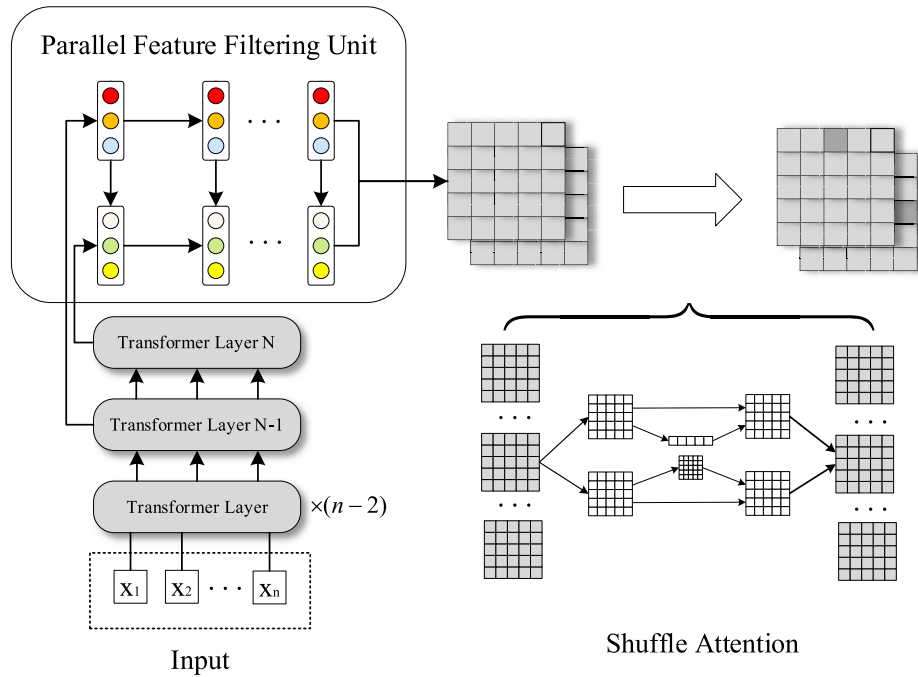 Parallel Feature Filtering Unit
· · ·
· · ·
Transformer Layer N
Transformer Layer N-1
Transformer Layer
×(n − 2)
X1 X2 · · · Xn
Input
· · · · · ·
· · · · · ·
Shuffle Attention